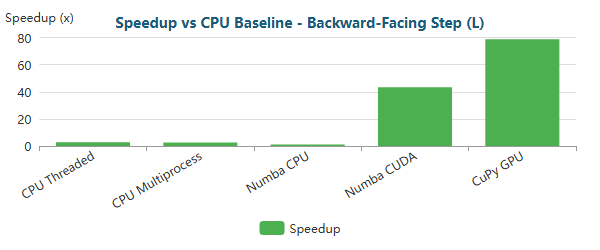 Speedup (x)
Speedup vs CPU Baseline - Backward-Facing Step (L)
80
60
40
20
0
CPU Threaded
CPU Multiprocess
Numba CPU
Numba CUDA
CuPy GPU
Speedup